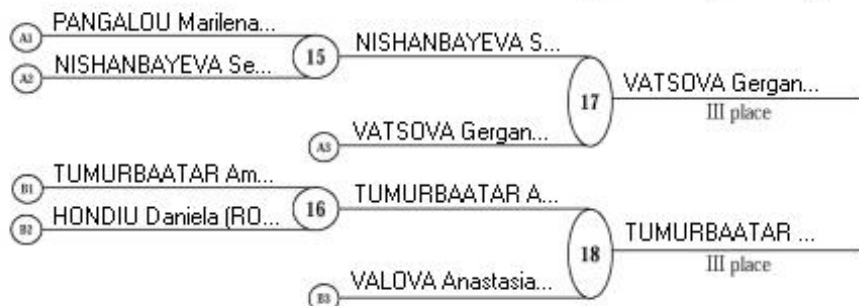 A1 PANGALOU Marilena...
15
NISHANBAYEVA S...
A2 NISHANBAYEVA Se...
17
VATSOVA Gergan...
III place
A3 VATSOVA Gergan...
B1 TUMURBAATAR Am...
16
TUMURBAATAR A...
B2 HONDIU Daniela (RO...
18
TUMURBAATAR ...
III place
B3 VALOVA Anastasia...